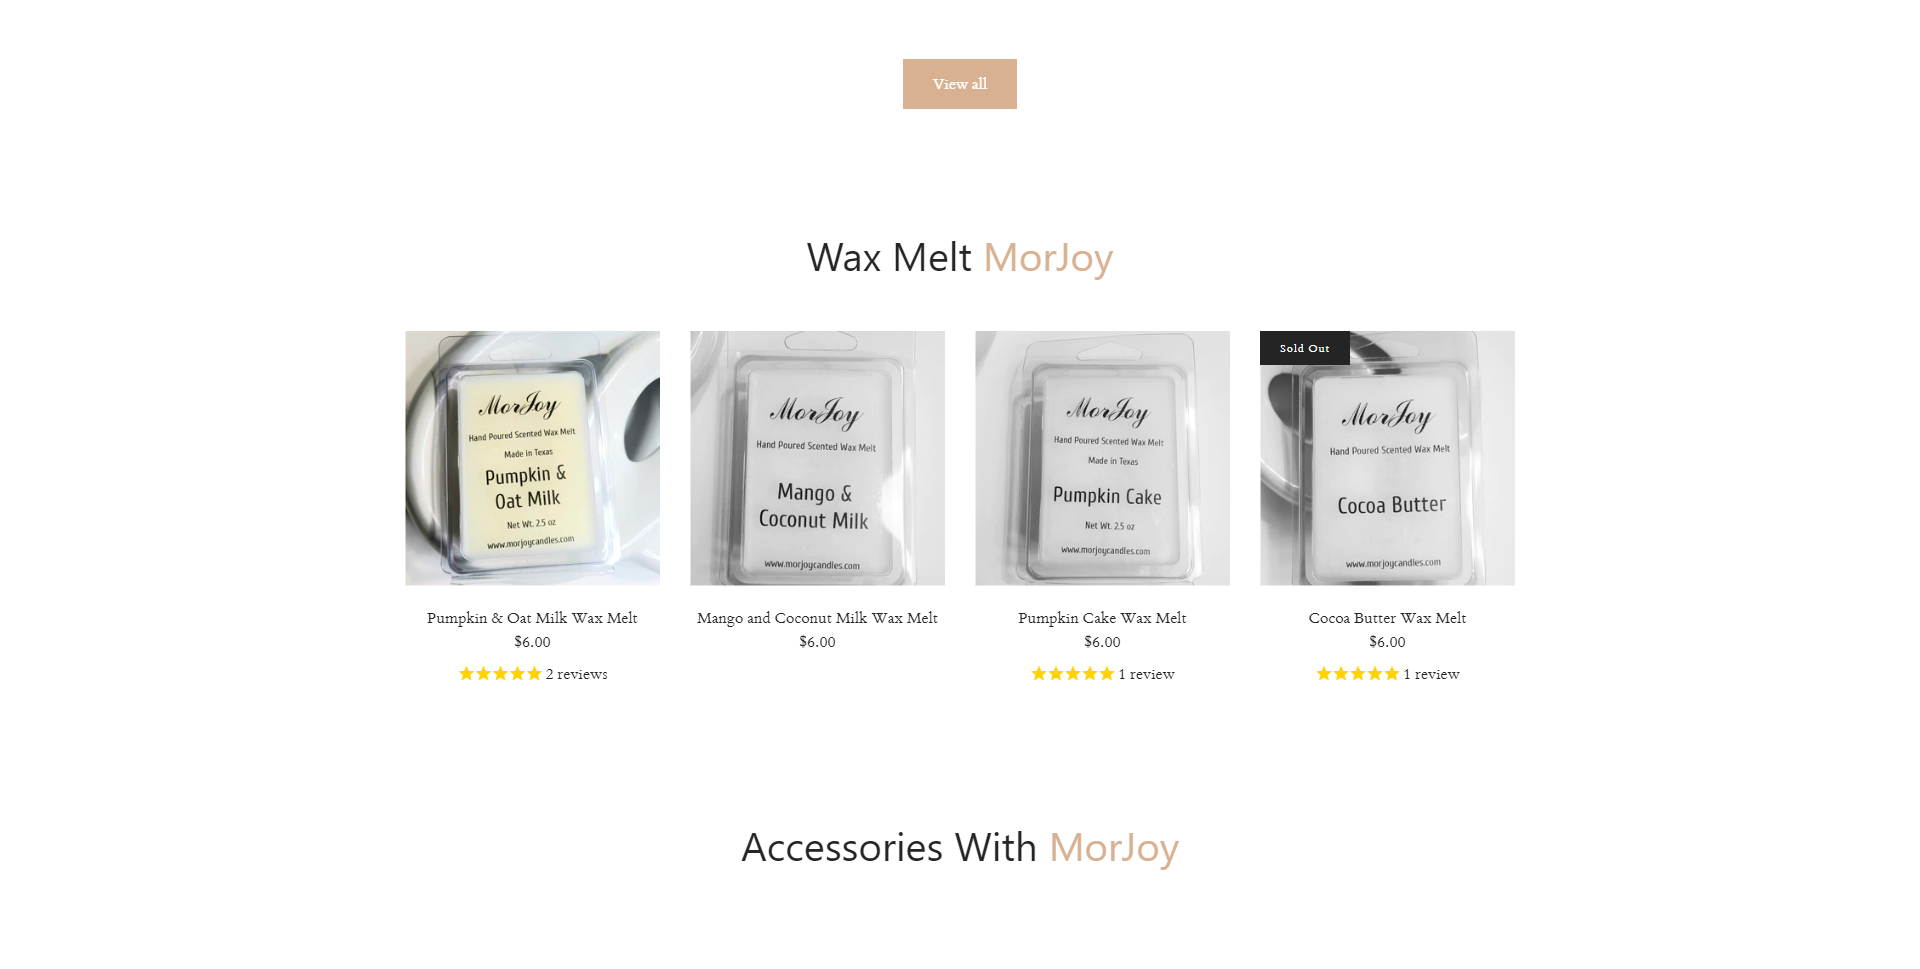 View all
Wax Melt MorJoy
MorJoy
Hand Poured Scented Wax Melt
Made in Texas
Pumpkin &
Oat Milk
Net Wt. 2.5 oz
www.morjoycandles.com
MorJoy
Hand Poured Scented Wax Melt
Mango &
Coconut Milk
www.morjoycandles.com
MorJoy
Hand Poured Scented Wax Melt
Made in Texas
Pumpkin Cake
Net Wt. 2.5 oz
www.morjoycandles.com
Sold Out
MorJoy
Hand Poured Scented Wax Melt
Cocoa Butter
www.morjoycandles.com
Pumpkin & Oat Milk Wax Melt
$6.00
2 reviews
Mango and Coconut Milk Wax Melt
$6.00
Pumpkin Cake Wax Melt
$6.00
1 review
Cocoa Butter Wax Melt
$6.00
1 review
Accessories With MorJoy